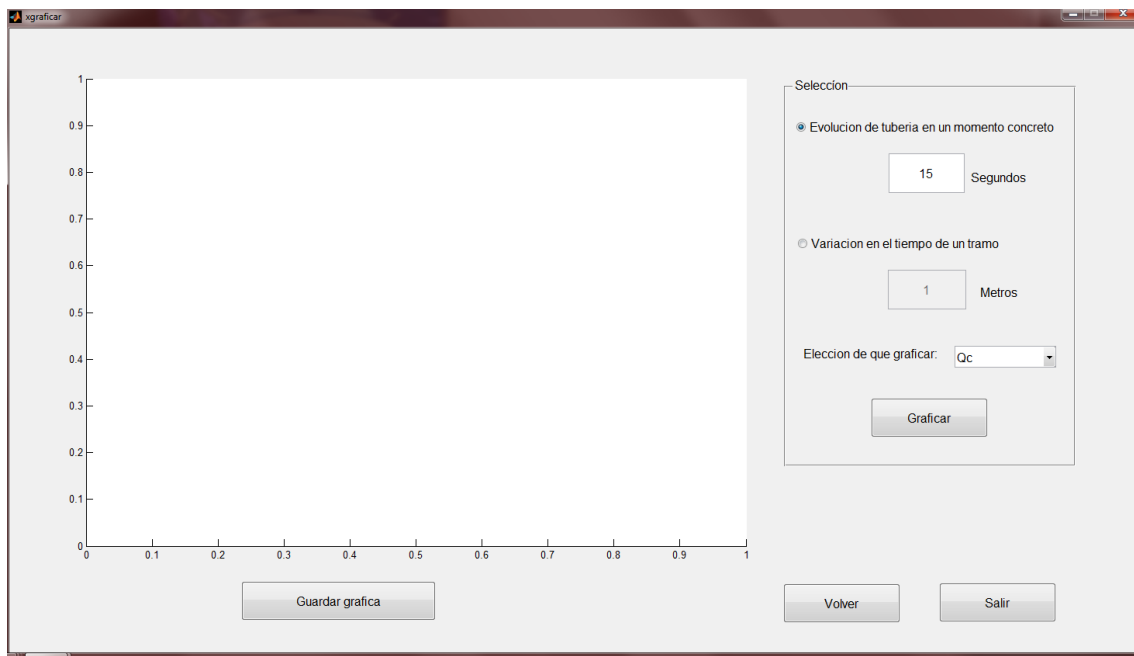 xgraficar
1
0.9
0.8
0.7
0.6
0.5
0.4
0.3
0.2
0.1
0
0 0.1 0.2 0.3 0.4 0.5 0.6 0.7 0.8 0.9 1
Guardar grafica
Seleccion
Evolucion de tuberia en un momento concreto
15 Segundos
Variacion en el tiempo de un tramo
1 Metros
Eleccion de que graficar: Qc
Graficar
Volver Salir